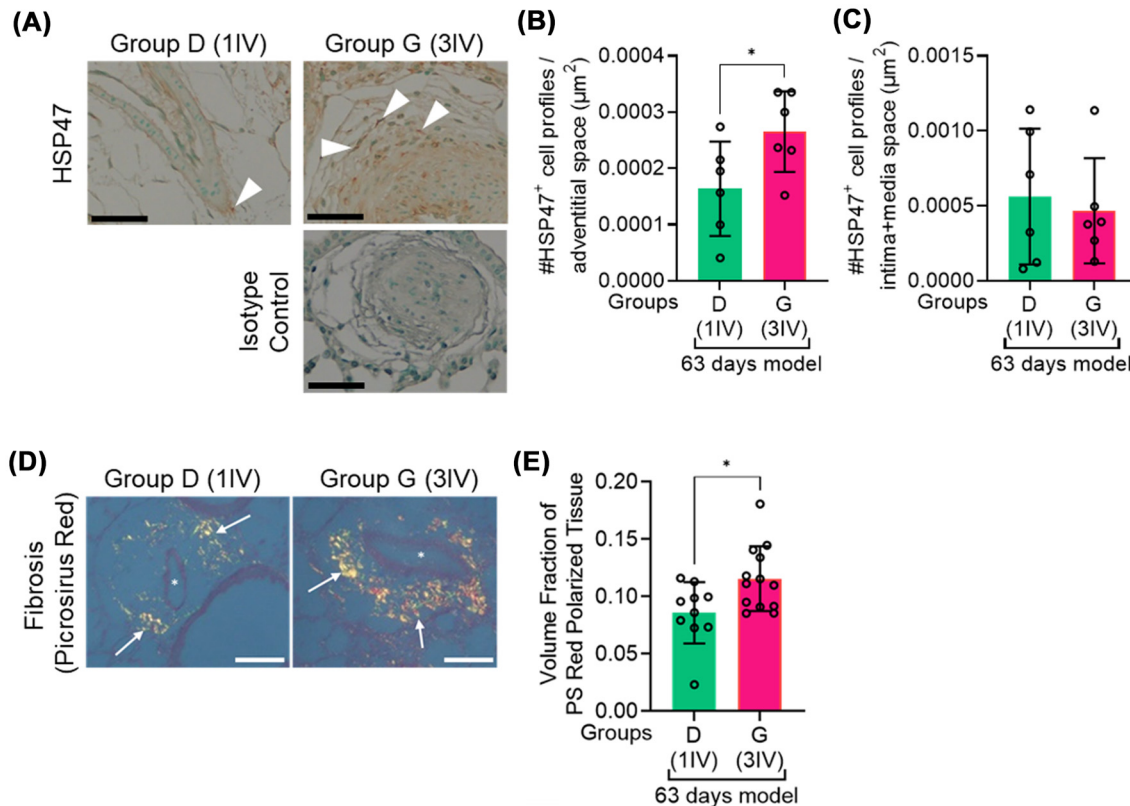 (A)
Group D (1IV)
Group G (3IV)
HSP47
Isotype
Control
(B)
#HSP47⁺ cell profiles /
adventitial space (μm²)
0.0004
0.0003
0.0002
0.0001
0.0000
*
Groups
D
G
(1IV)
(3IV)
63 days model
(C)
#HSP47⁺ cell profiles /
intima+media space (μm²)
0.0015
0.0010
0.0005
0.0000
Groups
D
G
(1IV)
(3IV)
63 days model
(D)
Group D (1IV)
Group G (3IV)
Fibrosis
(Picrosirus Red)
*
*
(E)
Volume Fraction of
PS Red Polarized Tissue
0.20
0.15
0.10
0.05
0.00
*
Groups
D
G
(1IV)
(3IV)
63 days model